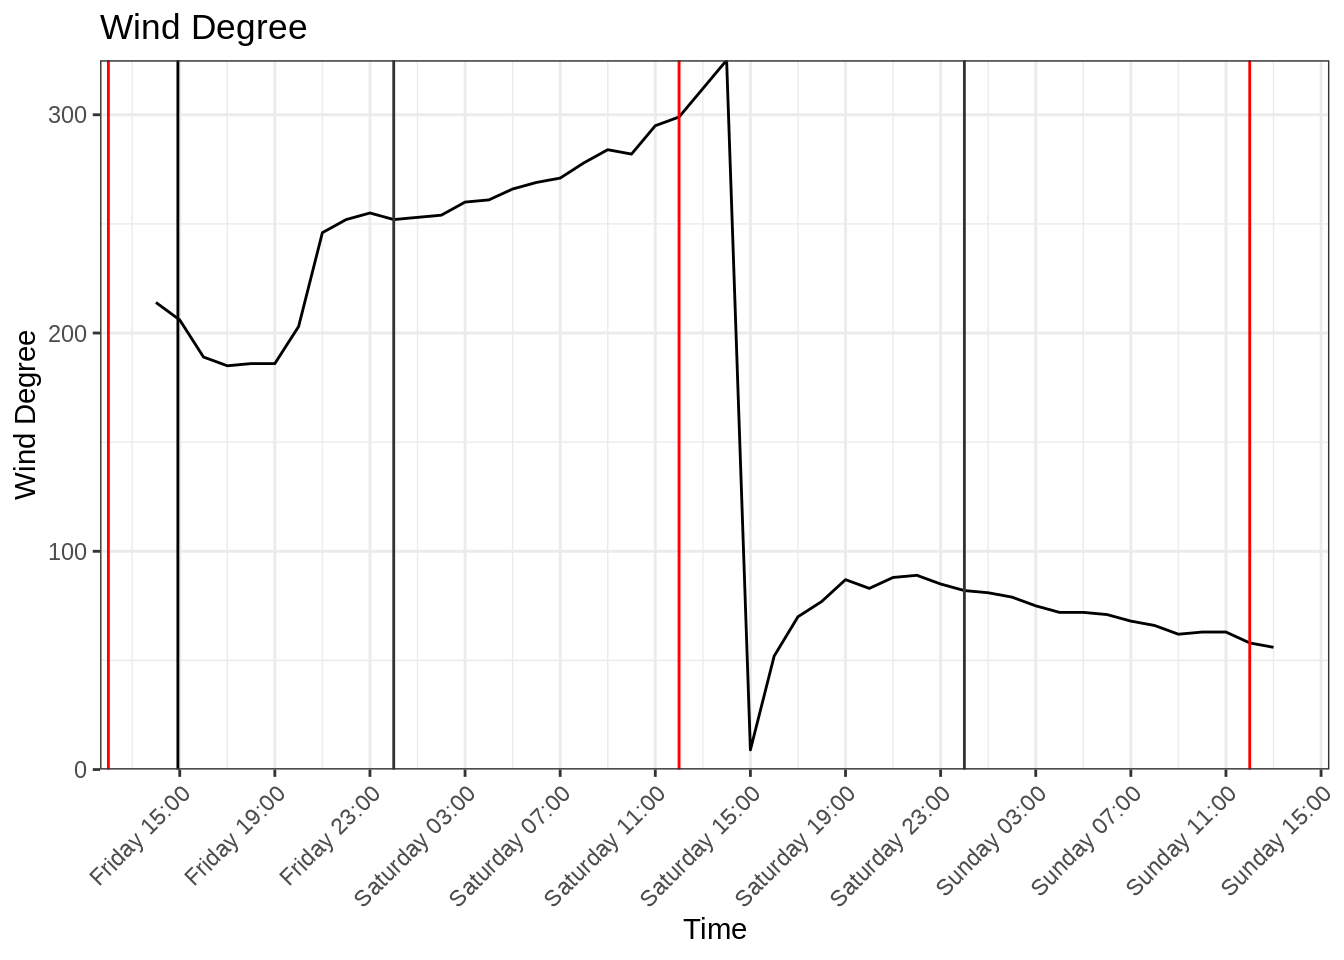 Wind Degree
Wind Degree
300
200
100
0
Friday 15:00
Friday 19:00
Friday 23:00
Saturday 03:00
Saturday 07:00
Saturday 11:00
Saturday 15:00
Saturday 19:00
Saturday 23:00
Sunday 03:00
Sunday 07:00
Sunday 11:00
Sunday 15:00
Time